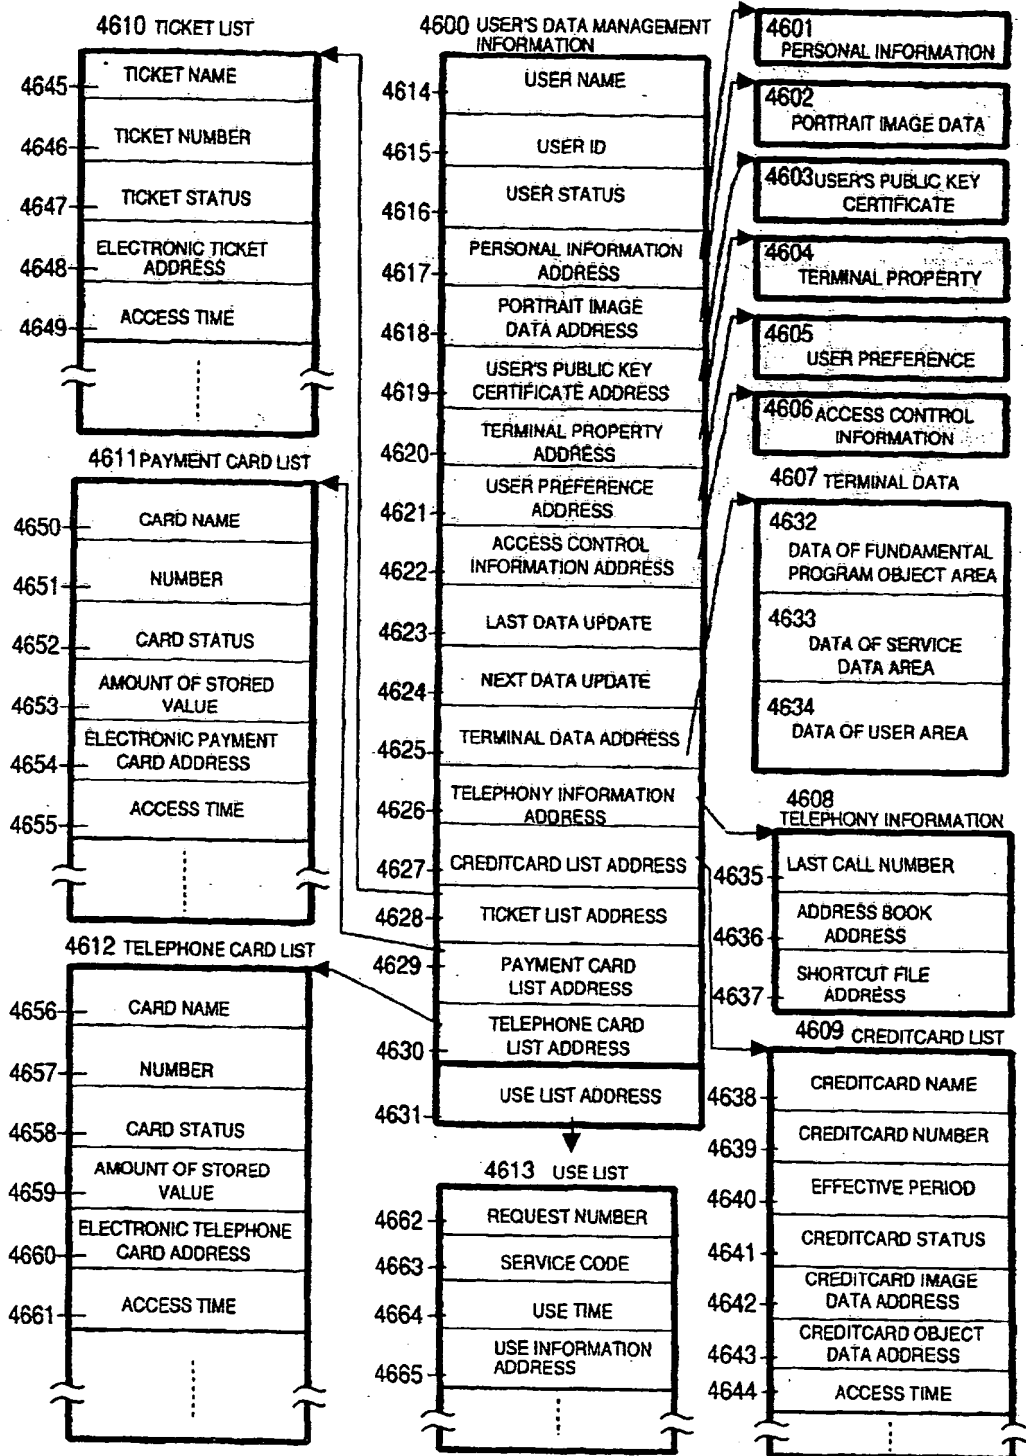 4610 TICKET LIST
4645 TICKET NAME
4646 TICKET NUMBER
4647 TICKET STATUS
4648 ELECTRONIC TICKET
ADDRESS
4649 ACCESS TIME
4611 PAYMENT CARD LIST
4650 CARD NAME
4651 NUMBER
4652 CARD STATUS
4653 AMOUNT OF STORED
VALUE
4654 ELECTRONIC PAYMENT
CARD ADDRESS
4655 ACCESS TIME
4612 TELEPHONE CARD LIST
4656 CARD NAME
4657 NUMBER
4658 CARD STATUS
4659 AMOUNT OF STORED
VALUE
4660 ELECTRONIC TELEPHONE
CARD ADDRESS
4661 ACCESS TIME
4600 USER'S DATA MANAGEMENT
INFORMATION
4614 USER NAME
4615 USER ID
4616 USER STATUS
4617 PERSONAL INFORMATION
ADDRESS
4618 PORTRAIT IMAGE
DATA ADDRESS
4619 USER'S PUBLIC KEY
CERTIFICATE ADDRESS
4620 TERMINAL PROPERTY
ADDRESS
4621 USER PREFERENCE
ADDRESS
4622 ACCESS CONTROL
INFORMATION ADDRESS
4623 LAST DATA UPDATE
4624 NEXT DATA UPDATE
4625 TERMINAL DATA ADDRESS
4626 TELEPHONY INFORMATION
ADDRESS
4627 CREDITCARD LIST ADDRESS
4628 TICKET LIST ADDRESS
4629 PAYMENT CARD
LIST ADDRESS
4630 TELEPHONE CARD
LIST ADDRESS
4631 USE LIST ADDRESS
4613 USE LIST
4662 REQUEST NUMBER
4663 SERVICE CODE
4664 USE TIME
4665 USE INFORMATION
ADDRESS
4601
PERSONAL INFORMATION
4602
PORTRAIT IMAGE DATA
4603 USER'S PUBLIC KEY
CERTIFICATE
4604
TERMINAL PROPERTY
4605
USER PREFERENCE
4606 ACCESS CONTROL
INFORMATION
4607 TERMINAL DATA
4632
DATA OF FUNDAMENTAL
PROGRAM OBJECT AREA
4633
DATA OF SERVICE
DATA AREA
4634
DATA OF USER AREA
4608
TELEPHONY INFORMATION
4635 LAST CALL NUMBER
4636 ADDRESS BOOK
ADDRESS
4637 SHORTCUT FILE
ADDRESS
4609 CREDITCARD LIST
4638 CREDITCARD NAME
4639 CREDITCARD NUMBER
4640 EFFECTIVE PERIOD
4641 CREDITCARD STATUS
4642 CREDITCARD IMAGE
DATA ADDRESS
4643 CREDITCARD OBJECT
DATA ADDRESS
4644 ACCESS TIME